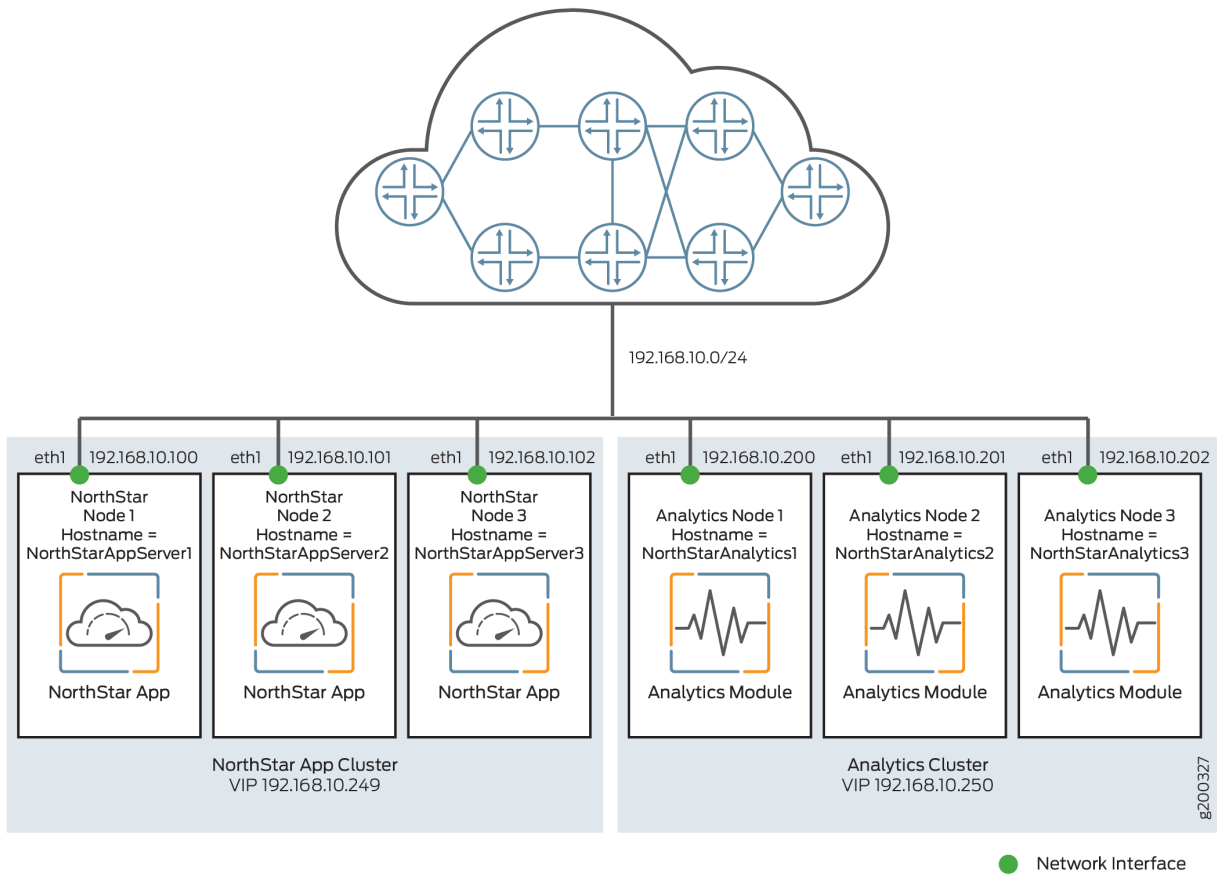 192.168.10.0/24
eth1 192.168.10.100
eth1 192.168.10.101
eth1 192.168.10.102
eth1 192.168.10.200
eth1 192.168.10.201
eth1 192.168.10.202
NorthStar
Node 1
Hostname =
NorthStarAppServer1
NorthStar App
NorthStar
Node 2
Hostname =
NorthStarAppServer2
NorthStar App
NorthStar
Node 3
Hostname =
NorthStarAppServer3
NorthStar App
Analytics Node 1
Hostname =
NorthStarAnalytics1
Analytics Module
Analytics Node 2
Hostname =
NorthStarAnalytics2
Analytics Module
Analytics Node 3
Hostname =
NorthStarAnalytics3
Analytics Module
NorthStar App Cluster
VIP 192.168.10.249
Analytics Cluster
VIP 192.168.10.250
g200327
Network Interface